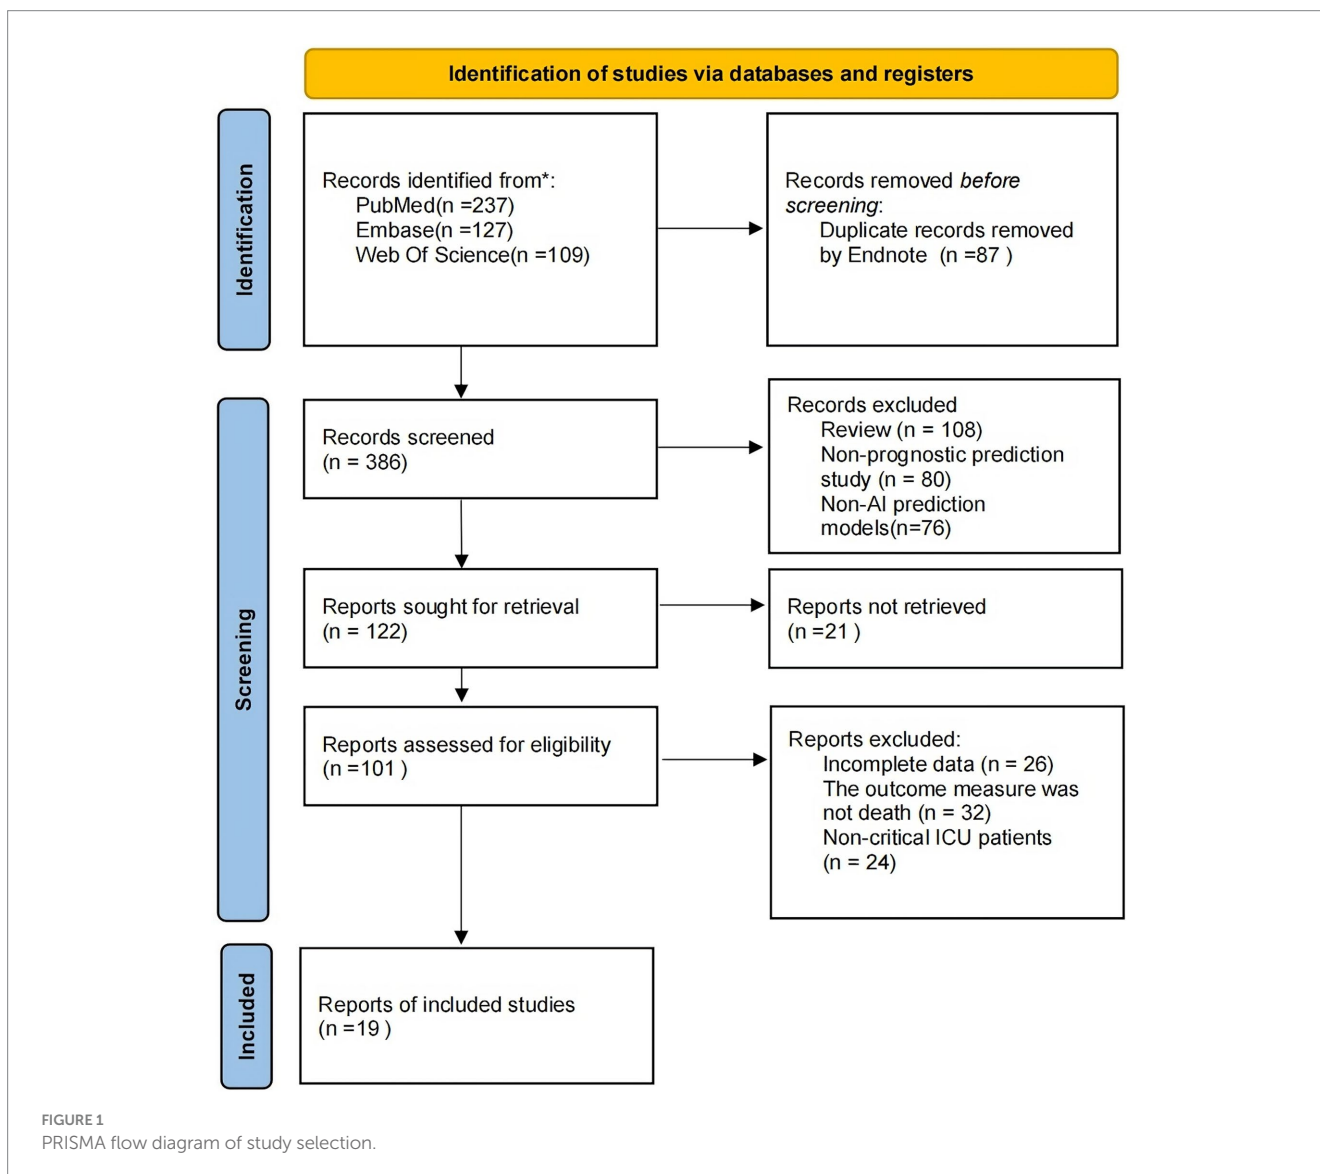 Identification of studies via databases and registers
Identification
Records identified from*:
PubMed(n =237)
Embase(n =127)
Web Of Science(n =109)
Records removed before
screening:
Duplicate records removed
by Endnote (n =87 )
Screening
Records screened
(n = 386)
Records excluded
Review (n = 108)
Non-prognostic prediction
study (n = 80)
Non-AI prediction
models(n=76)
Reports sought for retrieval
(n = 122)
Reports not retrieved
(n =21 )
Reports assessed for eligibility
(n =101 )
Reports excluded:
Incomplete data (n = 26)
The outcome measure was
not death (n = 32)
Non-critical ICU patients
(n = 24)
Included
Reports of included studies
(n =19 )
FIGURE 1
PRISMA flow diagram of study selection.